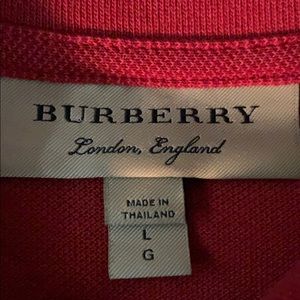 BURBERRY
London, England
MADE IN
THAILAND
L
G